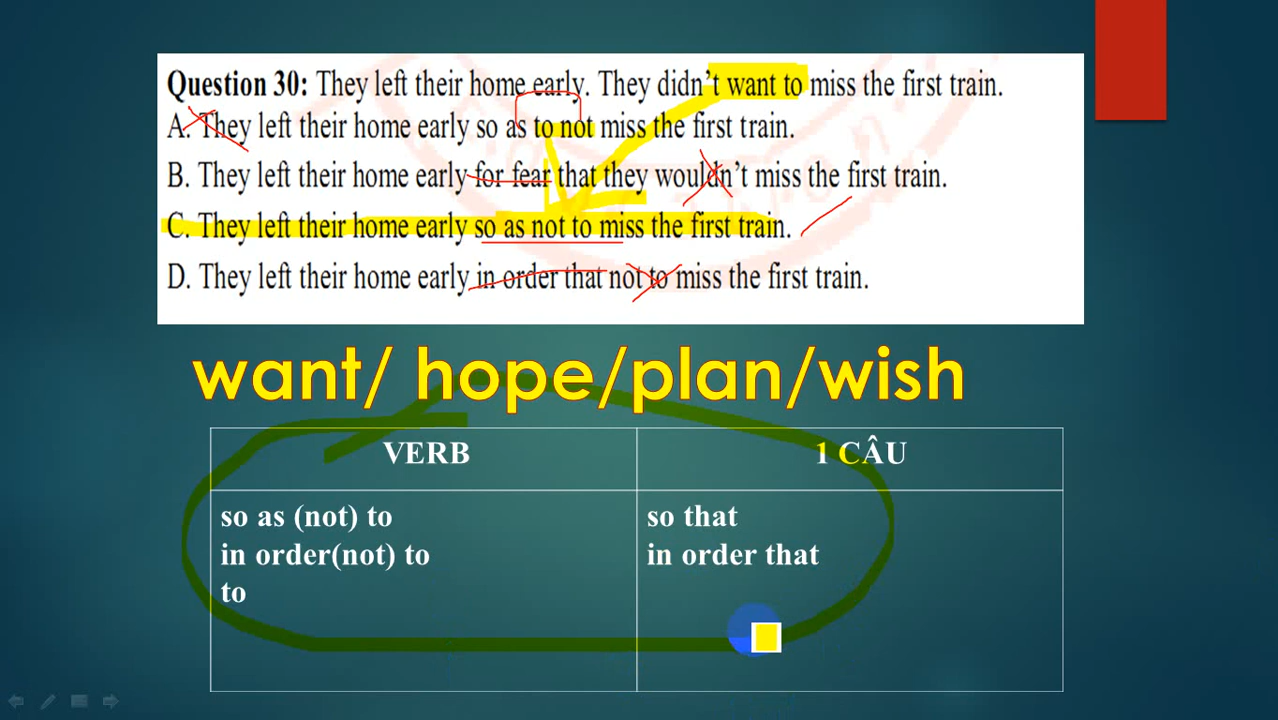 Question 30: They left their home early. They didn't want to miss the first train.
A. They left their home early so as to not miss the first train.
B. They left their home early for fear that they wouldn't miss the first train.
C. They left their home early so as not to miss the first train.
D. They left their home early in order that not to miss the first train.
want/ hope/plan/wish
VERB
1 CÂU
so as (not) to
in order(not) to
to
so that
in order that